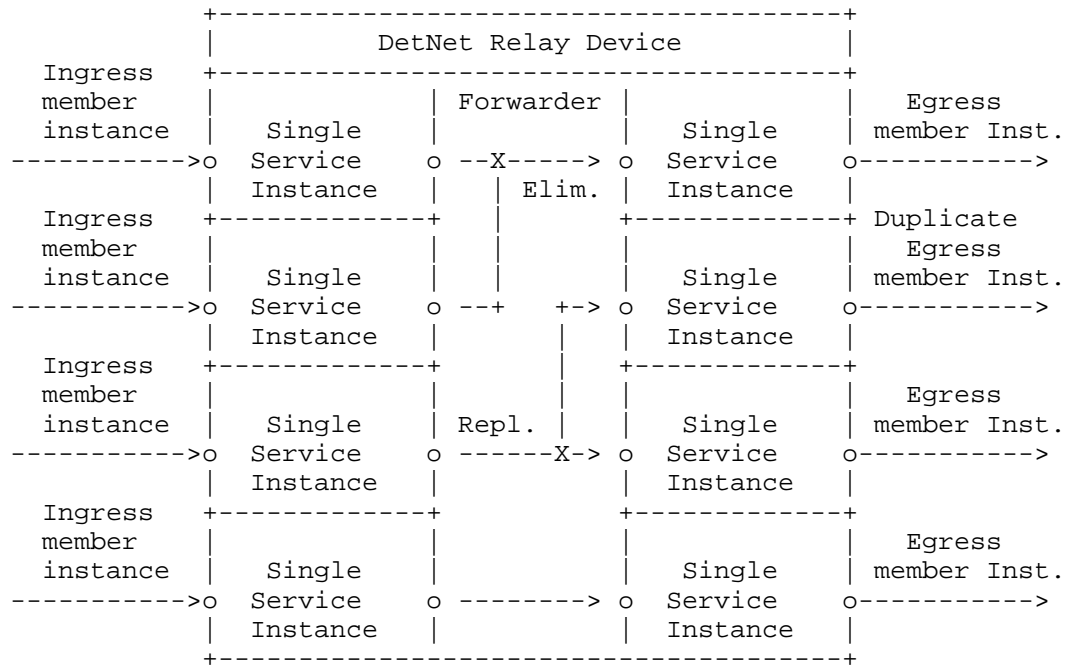 DetNet Relay Device
Ingress
member Forwarder Egress
instance Single Single member Inst.
Service Service
Instance Elim. Instance
Ingress Duplicate
member Egress
instance Single Single member Inst.
Service Service
Instance Instance
Ingress
member Egress
instance Single Repl. Single member Inst.
Service Service
Instance Instance
Ingress
member Egress
instance Single Single member Inst.
Service Service
Instance Instance